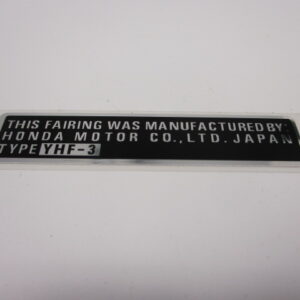 THIS FAIRING WAS MANUFACTURED BY
HONDA MOTOR CO., LTD. JAPAN
TYPE YHF-3